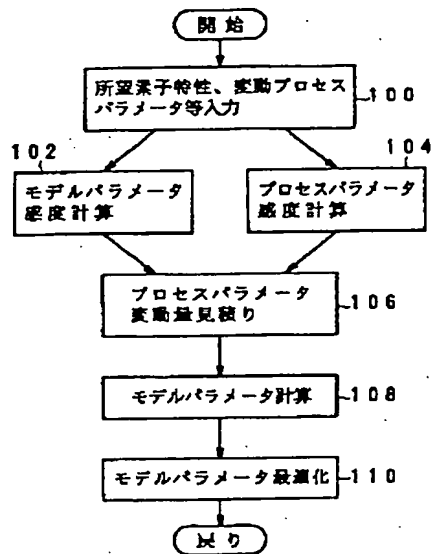 開始
所望素子特性、変動プロセス
パラメータ等入力
100
102
104
モデルパラメータ
感度計算
プロセスパラメータ
感度計算
プロセスパラメータ
変動量見積り
106
モデルパラメータ計算
108
モデルパラメータ最適化
110
戻り